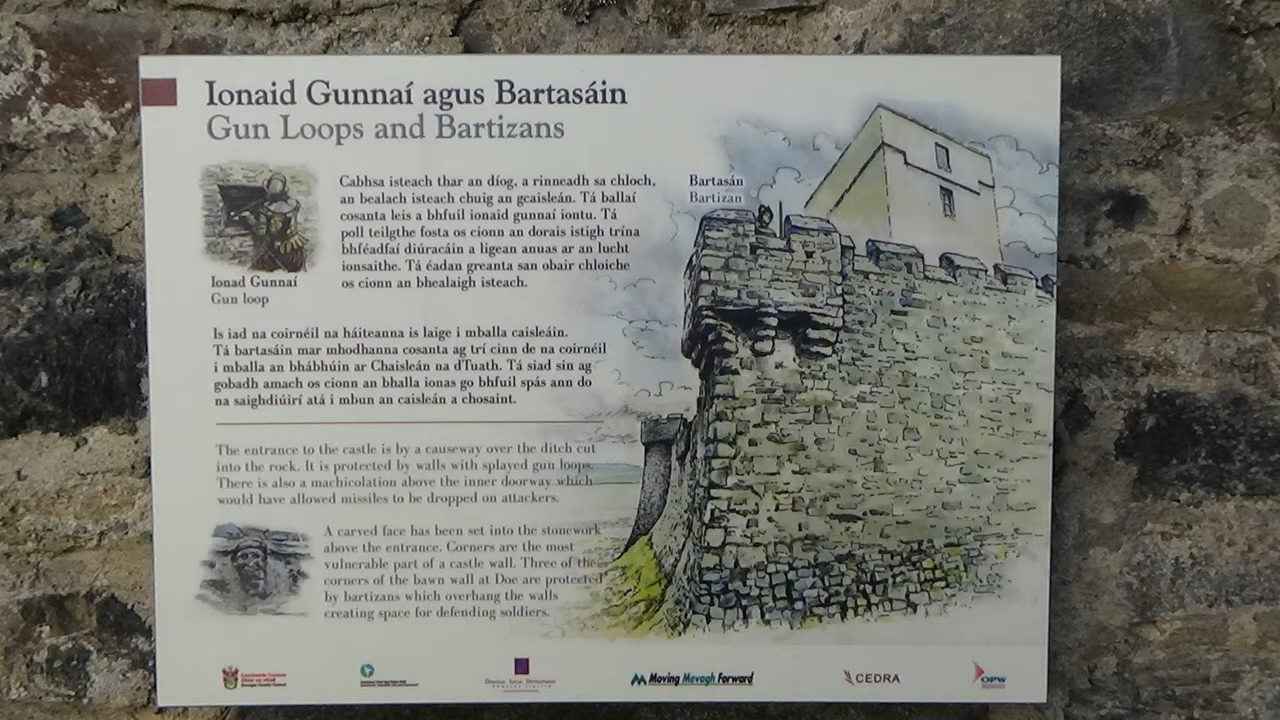 Ionaid Gunnaí agus Bartasáin
Gun Loops and Bartizans
Cabhsa isteach thar an díog, a rinneadh sa chloch,
an bealach isteach chuig an gcaisleán. Tá ballaí
cosanta leis a bhfuil ionaid gunnaí iontu. Tá
poll teilgthe fosta os cionn an dorais istigh trína
bhféadfaí diúracáin a ligean anuas ar an lucht
ionsaithe. Tá éadan greanta san obair chloiche
os cionn an bhealaigh isteach.
Ionad Gunnaí
Gun loop
Bartasán
Bartizan
Is iad na coirnéil na háiteanna is laige i mballa caisleáin.
Tá bartasáin mar mhodhanna cosanta ag trí cinn de na coirnéil
i mballa an bhábhúin ar Chaisleán na dTuath. Tá siad sin ag
gobadh amach os cionn an bhalla ionas go bhfuil spás ann do
na saighdiúirí atá i mbun an caisleán a chosaint.
The entrance to the castle is by a causeway over the ditch cut
into the rock. It is protected by walls with splayed gun loops.
There is also a machicolation above the inner doorway which
would have allowed missiles to be dropped on attackers.
A carved face has been set into the stonework
above the entrance. Corners are the most
vulnerable part of a castle wall. Three of the
corners of the bawn wall at Doe are protected
by bartizans which overhang the walls
creating space for defending soldiers.
Donegal County Council
Moving Mevagh Forward
CEDRA
OPW